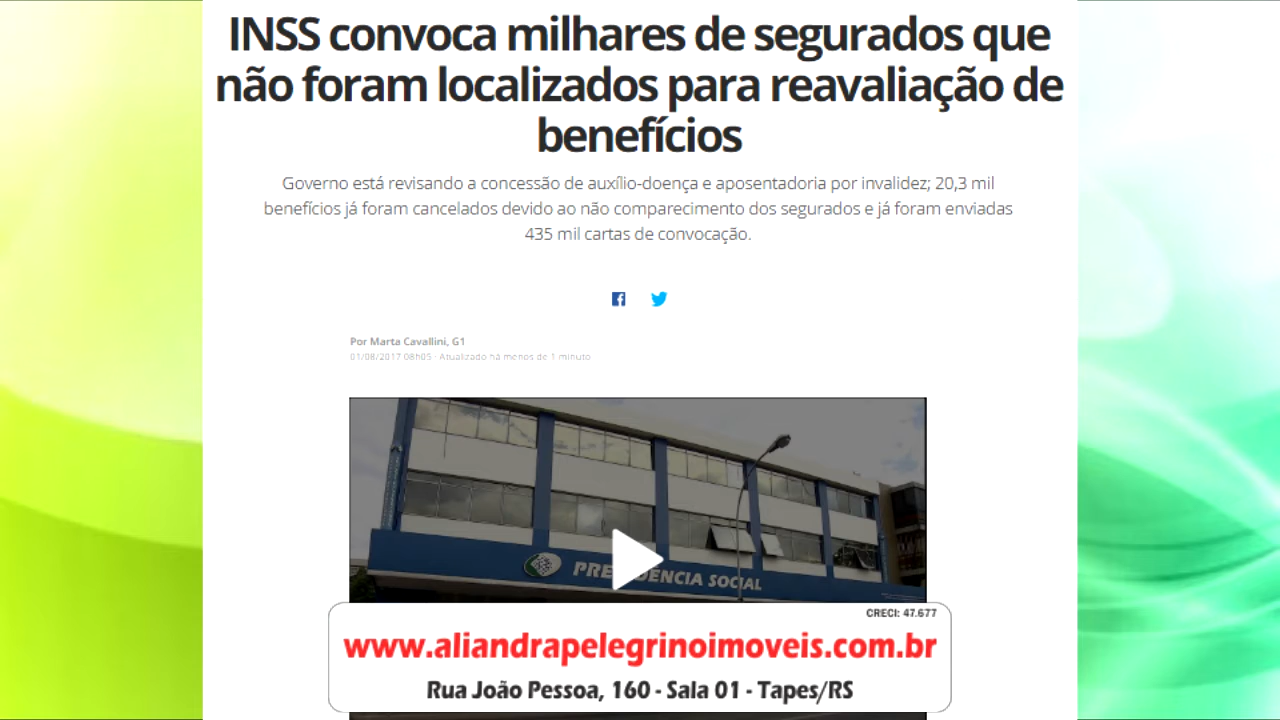 INSS convoca milhares de segurados que
não foram localizados para reavaliação de
benefícios
Governo está revisando a concessão de auxílio-doença e aposentadoria por invalidez; 20,3 mil
benefícios já foram cancelados devido ao não comparecimento dos segurados e já foram enviadas
435 mil cartas de convocação.
Por Marta Cavallini, G1
01/08/2017 08h05 · Atualizado há menos de 1 minuto
SOCIAL
CRECI: 47.677
www.aliandrapelegrinoimoveis.com.br
Rua João Pessoa, 160 - Sala 01 - Tapes/RS